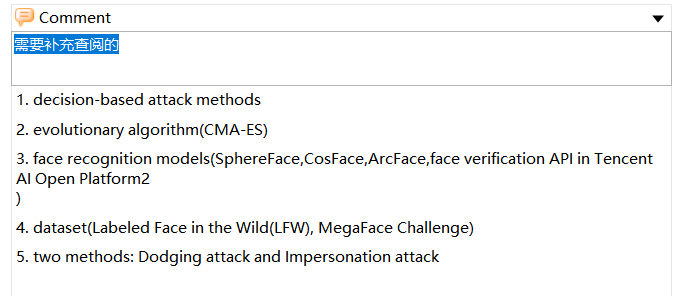 Comment
需要补充查阅的
1. decision-based attack methods
2. evolutionary algorithm(CMA-ES)
3. face recognition models(SphereFace,CosFace,ArcFace,face verification API in Tencent
AI Open Platform2
)
4. dataset(Labeled Face in the Wild(LFW), MegaFace Challenge)
5. two methods: Dodging attack and Impersonation attack